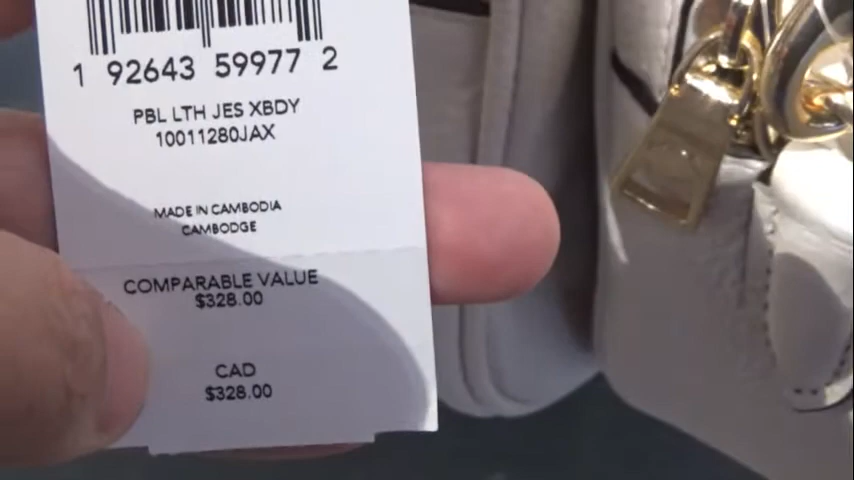 1 92643 59977 2
PBL LTH JES XBDY
10011280JAX
MADE IN CAMBODIA
CAMBODGE
COMPARABLE VALUE
$328.00
CAD
$328.00